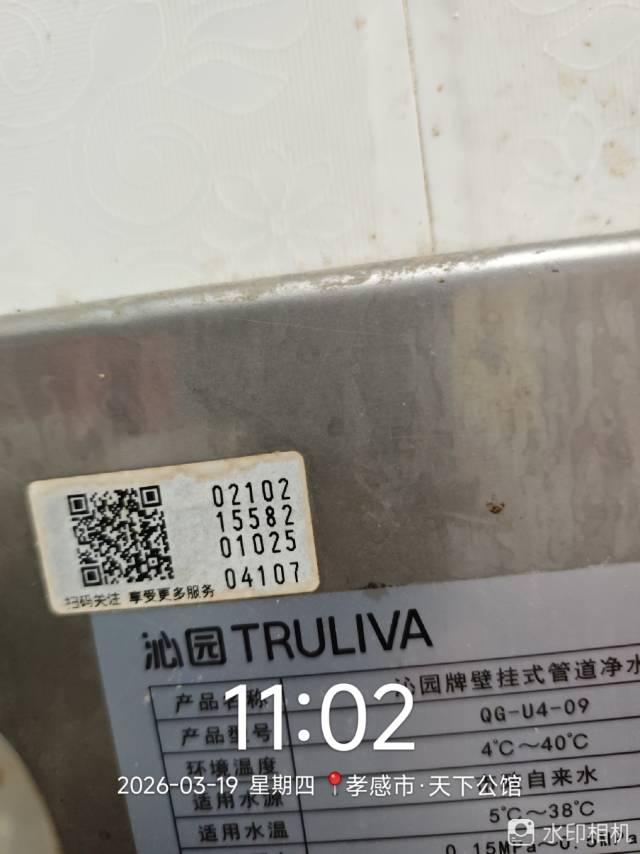 02102
15582
01025
04107
扫码关注 享受更多服务
沁园TRULIVA
产品名称 沁园牌壁挂式管道净水
产品型号 QG-U4-09
环境温度 4℃～40℃
适用水源 自来水
适用水温 5℃～38℃
0.15MPa～0.5MPa
11:02
2026-03-19 星期四 孝感市·天下公馆
水印相机